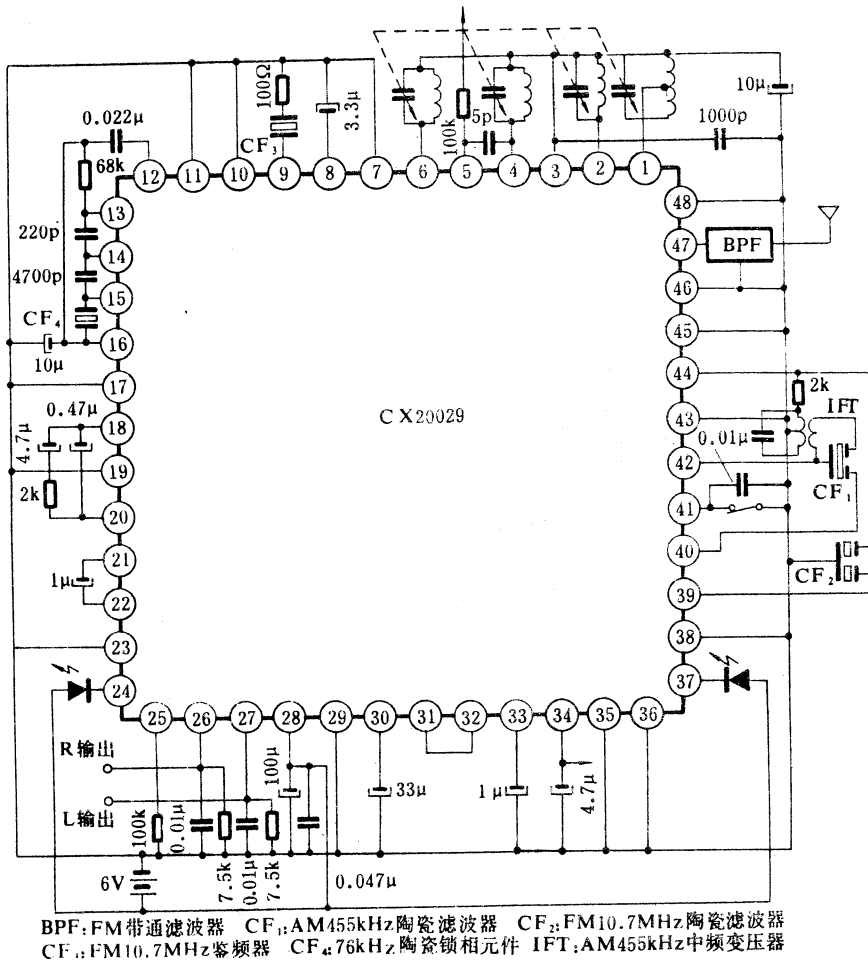 100Ω
3.3μ
10μ
0.022μ
CF₃
100k
5p
1000p
68k
12 11 10 9 8 7 6 5 4 3 2 1
13
48
220p
14
47 BPF
4700p
15
46
CF₄
45
10μ
16
44
17
2k
IFT
4.7μ
0.47μ
18
CX20029
43
0.01μ
19
42
2k
CF₁
20
41
21
40
1μ
CF₂
22
39
23
38
24
37
25 26 27 28 29 30 31 32 33 34 35 36
R输出
100μ
33μ
1μ
4.7μ
L输出
100k
0.01μ
7.5k
0.01μ
7.5k
6V
0.047μ
BPF:FM带通滤波器 CF₁:AM455kHz陶瓷滤波器 CF₂:FM10.7MHz陶瓷滤波器
CF₃:FM10.7MHz鉴频器 CF₄:76kHz陶瓷锁相元件 IFT:AM455kHz中频变压器